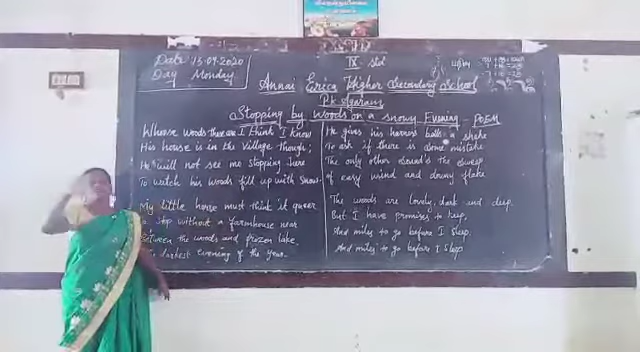 Date 13.07.2020
Day Monday
IX std
Annai Erica Higher Secondary School
Stopping by woods on a snowy Evening - POEM
Whose woods these are I think I know
His house is in the village though;
He will not see me stopping here
To watch his woods fill up with snow.
My little horse must think it queer
stop without a farmhouse near
Between the woods and frozen lake.
darkest evening of the year.
He gives his harness bells a shake
To ask if there is some mistake
The only other sound's the sweep
of easy wind and downy flake
The woods are lovely, dark and deep.
But I have promises to keep,
And miles to go before I sleep.
And miles to go before I sleep